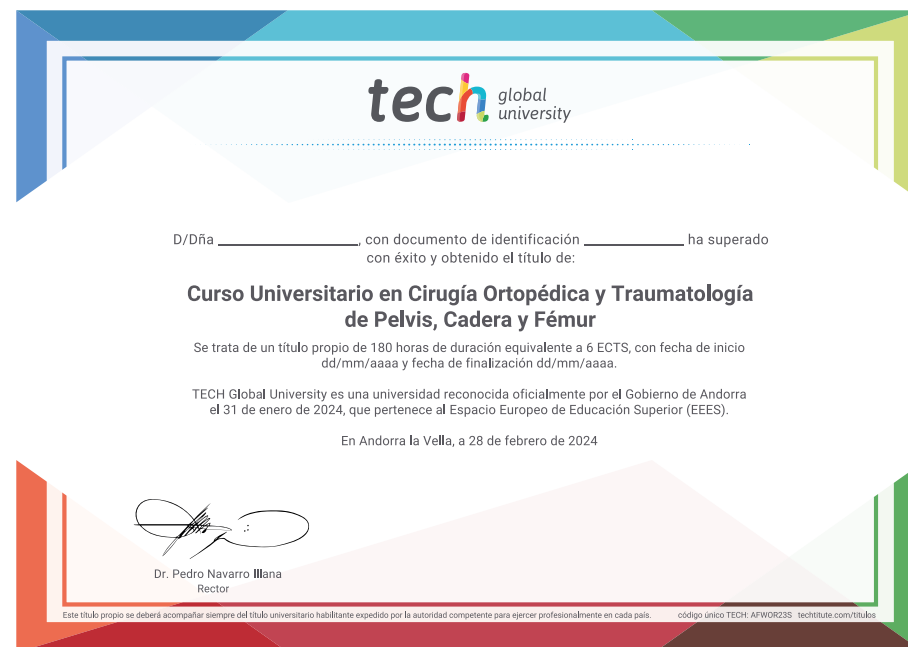 tech global university
D/Dña ____________________, con documento de identificación ______________ ha superado
con éxito y obtenido el título de:
Curso Universitario en Cirugía Ortopédica y Traumatología
de Pelvis, Cadera y Fémur
Se trata de un título propio de 180 horas de duración equivalente a 6 ECTS, con fecha de inicio
dd/mm/aaaa y fecha de finalización dd/mm/aaaa.
TECH Global University es una universidad reconocida oficialmente por el Gobierno de Andorra
el 31 de enero de 2024, que pertenece al Espacio Europeo de Educación Superior (EEES).
En Andorra la Vella, a 28 de febrero de 2024
Dr. Pedro Navarro Illana
Rector
Este título propio se deberá acompañar siempre del título universitario habilitante expedido por la autoridad competente para ejercer profesionalmente en cada país. código único TECH: AFWOR23S techtitute.com/titulos